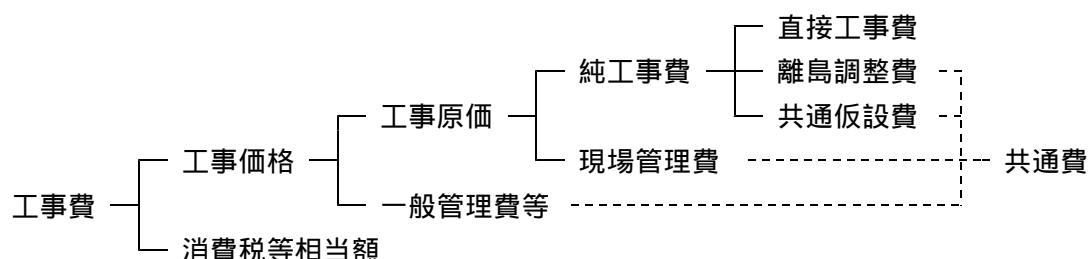 直接工事費
純工事費
離島調整費
工事原価
共通仮設費
工事価格
現場管理費
共通費
工事費
一般管理費等
消費税等相当額